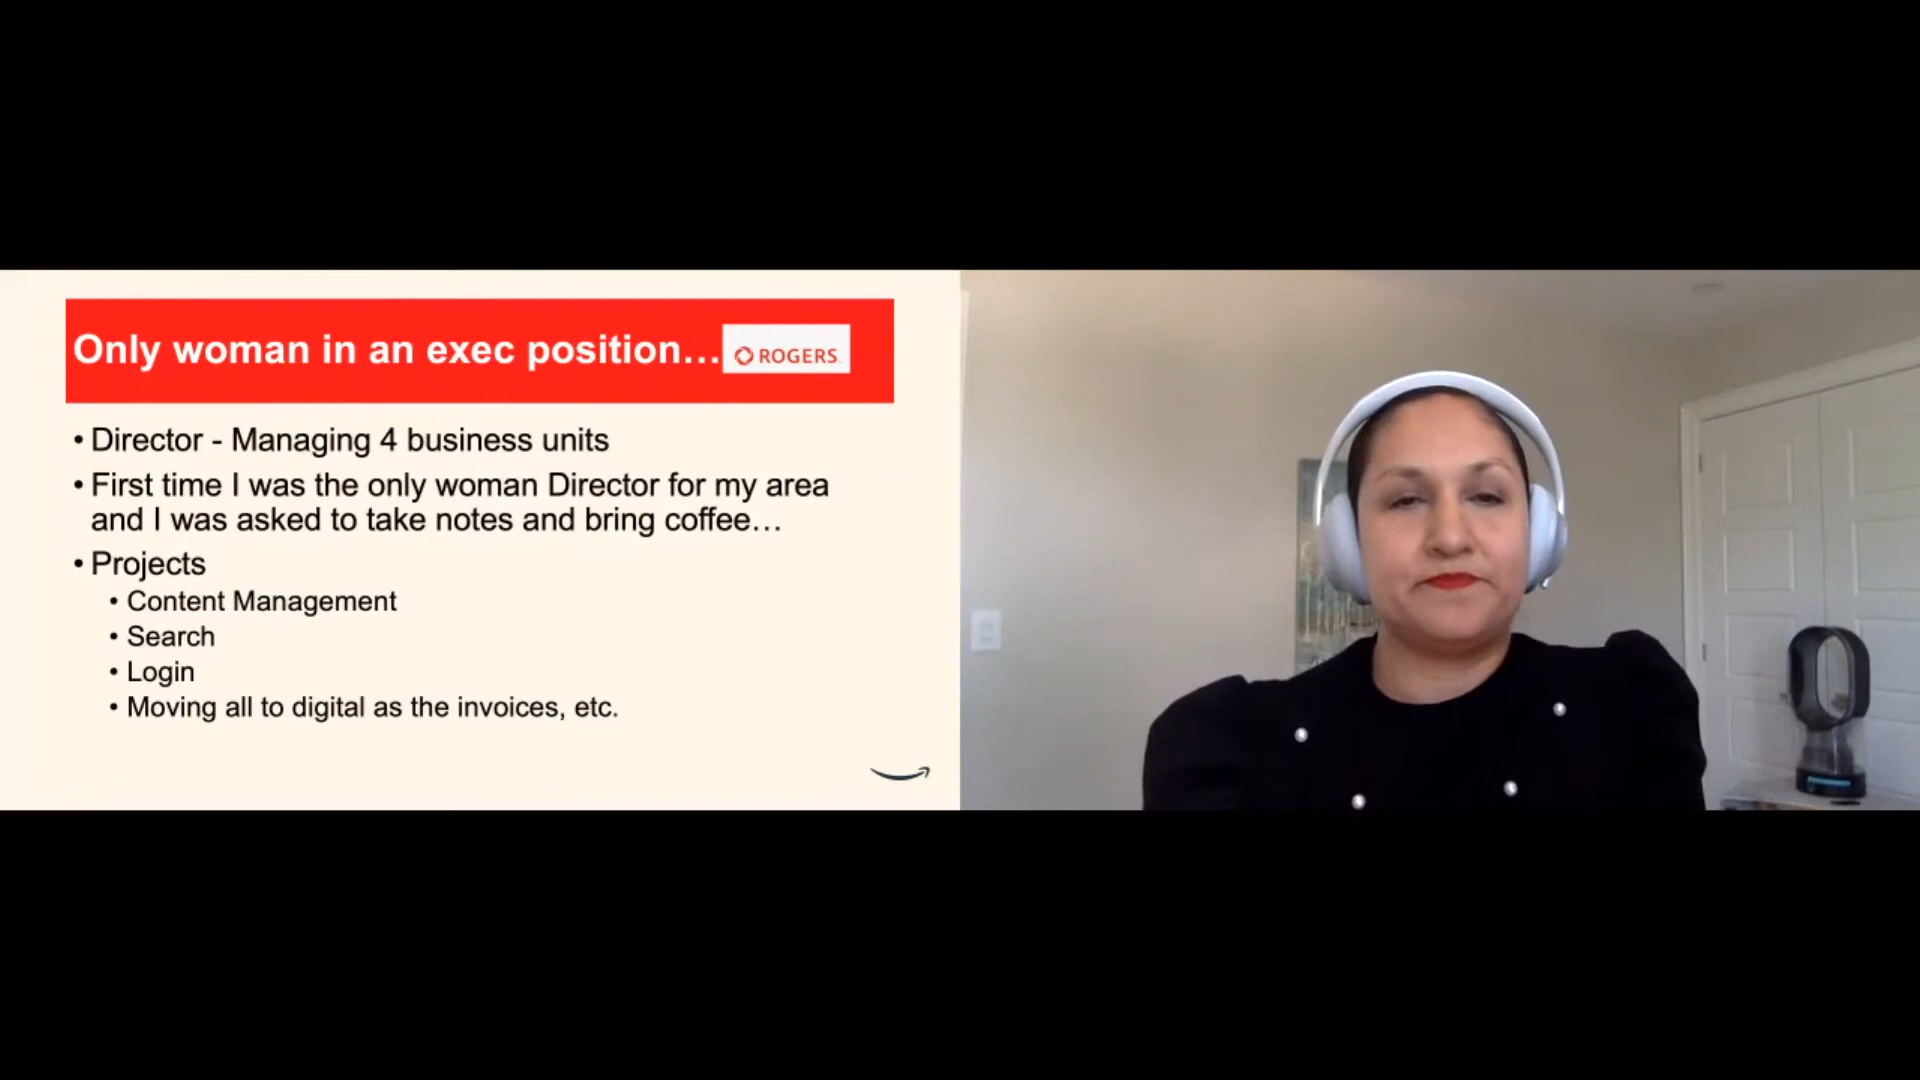 Only woman in an exec position…
ROGERS
• Director - Managing 4 business units
• First time I was the only woman Director for my area
and I was asked to take notes and bring coffee…
• Projects
• Content Management
• Search
• Login
• Moving all to digital as the invoices, etc.